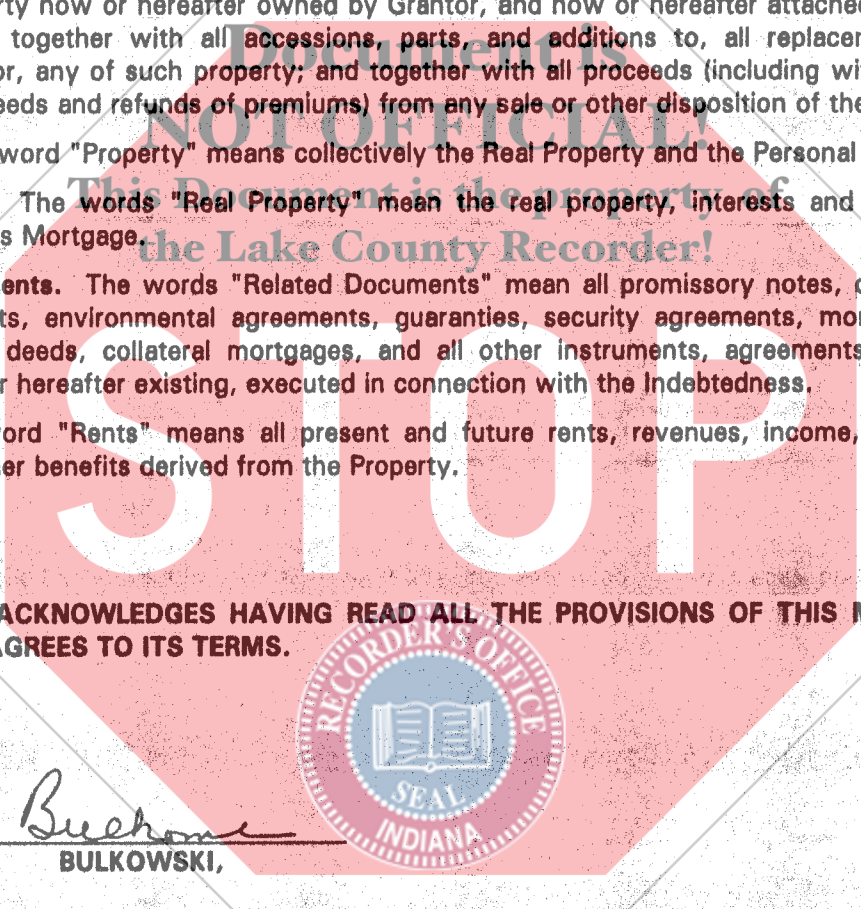 rty now or hereafter owned by Grantor, and now or hereafter attached
together with all accessions, parts, and additions to, all replacem
or, any of such property; and together with all proceeds (including wi
eeds and refunds of premiums) from any sale or other disposition of the
Document is
NOT OFFICIAL!
This Document is the property of
the Lake County Recorder!
word "Property" means collectively the Real Property and the Personal
The words "Real Property" mean the real property, interests and
s Mortgage.
ents. The words "Related Documents" mean all promissory notes, c
ts, environmental agreements, guaranties, security agreements, mor
deeds, collateral mortgages, and all other instruments, agreements
r hereafter existing, executed in connection with the Indebtedness.
ord "Rents" means all present and future rents, revenues, income,
er benefits derived from the Property.
STOP
ACKNOWLEDGES HAVING READ ALL THE PROVISIONS OF THIS M
AGREES TO ITS TERMS.
RECORDER'S OFFICE
SEAL
INDIANA
BULKOWSKI,